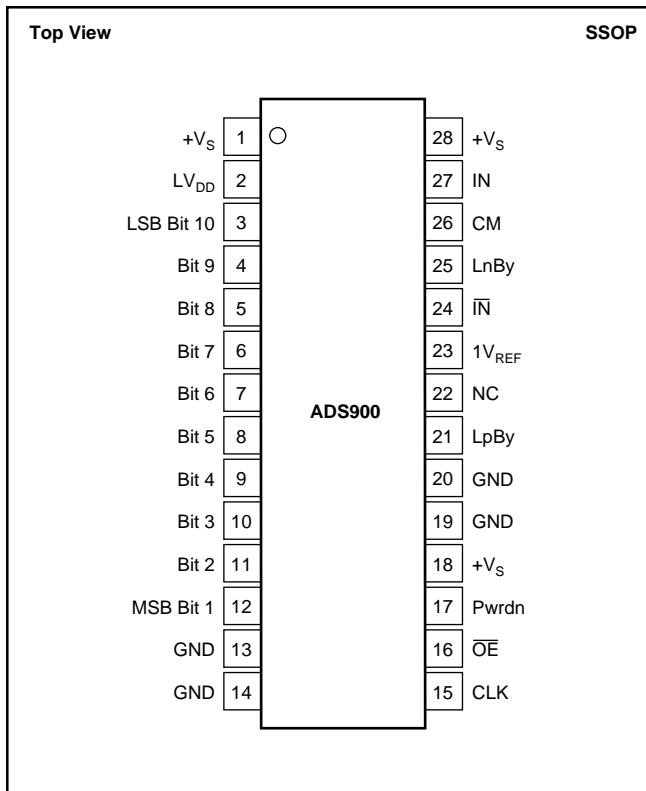 Top View SSOP
+VS 1 28 +VS
LVDD 2 27 IN
LSB Bit 10 3 26 CM
Bit 9 4 25 LnBy
Bit 8 5 24 I̅N̅
Bit 7 6 23 1VREF
Bit 6 7 22 NC
ADS900
Bit 5 8 21 LpBy
Bit 4 9 20 GND
Bit 3 10 19 GND
Bit 2 11 18 +VS
MSB Bit 1 12 17 Pwrdn
GND 13 16 O̅E̅
GND 14 15 CLK